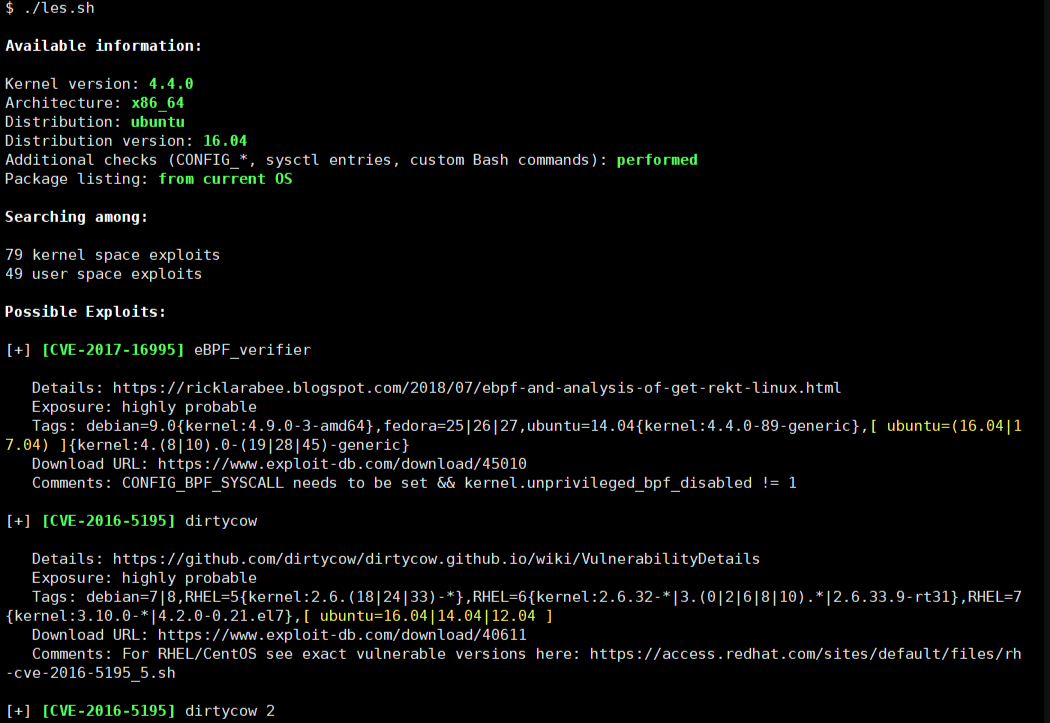 $ ./les.sh
Available information:
Kernel version: 4.4.0
Architecture: x86_64
Distribution: ubuntu
Distribution version: 16.04
Additional checks (CONFIG_*, sysctl entries, custom Bash commands): performed
Package listing: from current OS
Searching among:
79 kernel space exploits
49 user space exploits
Possible Exploits:
[+] [CVE-2017-16995] eBPF_verifier
   Details: https://ricklarabee.blogspot.com/2018/07/ebpf-and-analysis-of-get-rekt-linux.html
   Exposure: highly probable
   Tags: debian=9.0{kernel:4.9.0-3-amd64},fedora=25|26|27,ubuntu=14.04{kernel:4.4.0-89-generic},[ ubuntu=(16.04|1
7.04) ]{kernel:4.(8|10).0-(19|28|45)-generic}
   Download URL: https://www.exploit-db.com/download/45010
   Comments: CONFIG_BPF_SYSCALL needs to be set && kernel.unprivileged_bpf_disabled != 1
[+] [CVE-2016-5195] dirtycow
   Details: https://github.com/dirtycow/dirtycow.github.io/wiki/VulnerabilityDetails
   Exposure: highly probable
   Tags: debian=7|8,RHEL=5{kernel:2.6.(18|24|33)-*},RHEL=6{kernel:2.6.32-*|3.(0|2|6|8|10).*|2.6.33.9-rt31},RHEL=7
{kernel:3.10.0-*|4.2.0-0.21.el7},[ ubuntu=16.04|14.04|12.04 ]
   Download URL: https://www.exploit-db.com/download/40611
   Comments: For RHEL/CentOS see exact vulnerable versions here: https://access.redhat.com/sites/default/files/rh
-cve-2016-5195_5.sh
[+] [CVE-2016-5195] dirtycow 2